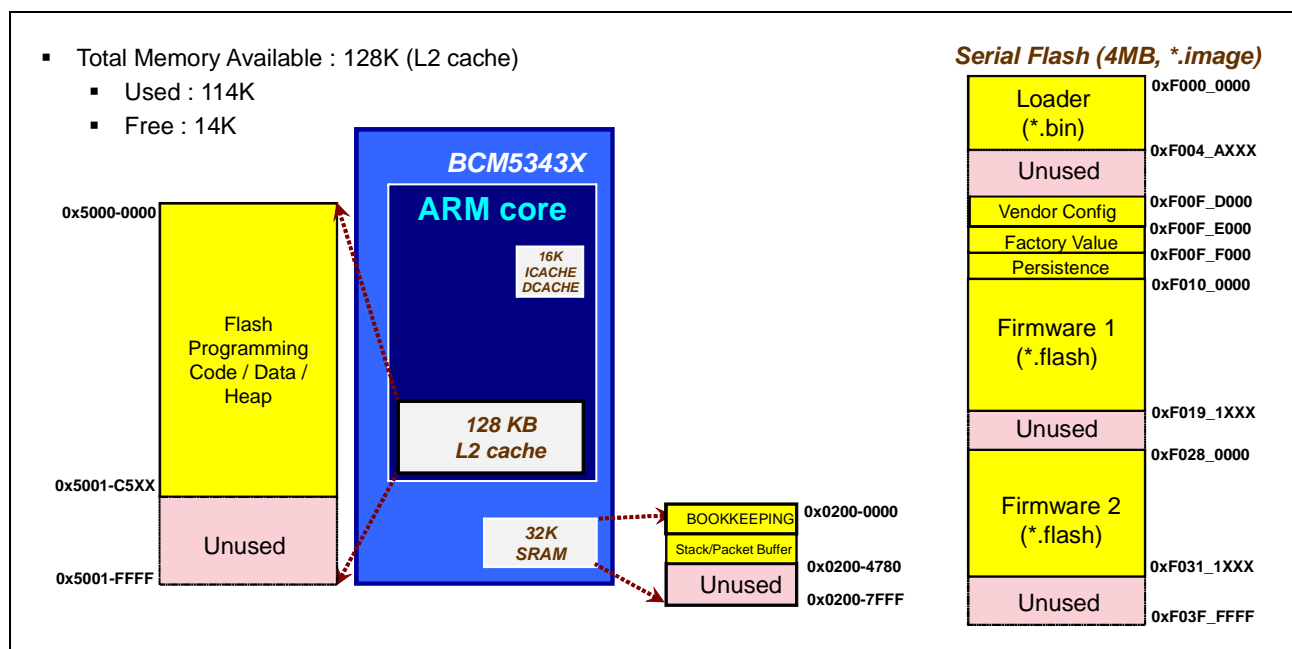 ▪ Total Memory Available : 128K (L2 cache)
▪ Used : 114K
▪ Free : 14K
0x5000-0000
Flash
Programming
Code / Data /
Heap
0x5001-C5XX
Unused
0x5001-FFFF
BCM5343X
ARM core
16K
ICACHE
DCACHE
128 KB
L2 cache
32K
SRAM
BOOKKEEPING
0x0200-0000
Stack/Packet Buffer
0x0200-4780
Unused
0x0200-7FFF
Serial Flash (4MB, *.image)
0xF000_0000
Loader
(*.bin)
0xF004_AXXX
Unused
0xF00F_D000
Vendor Config
0xF00F_E000
Factory Value
0xF00F_F000
Persistence
0xF010_0000
Firmware 1
(*.flash)
0xF019_1XXX
Unused
0xF028_0000
Firmware 2
(*.flash)
0xF031_1XXX
Unused
0xF03F_FFFF